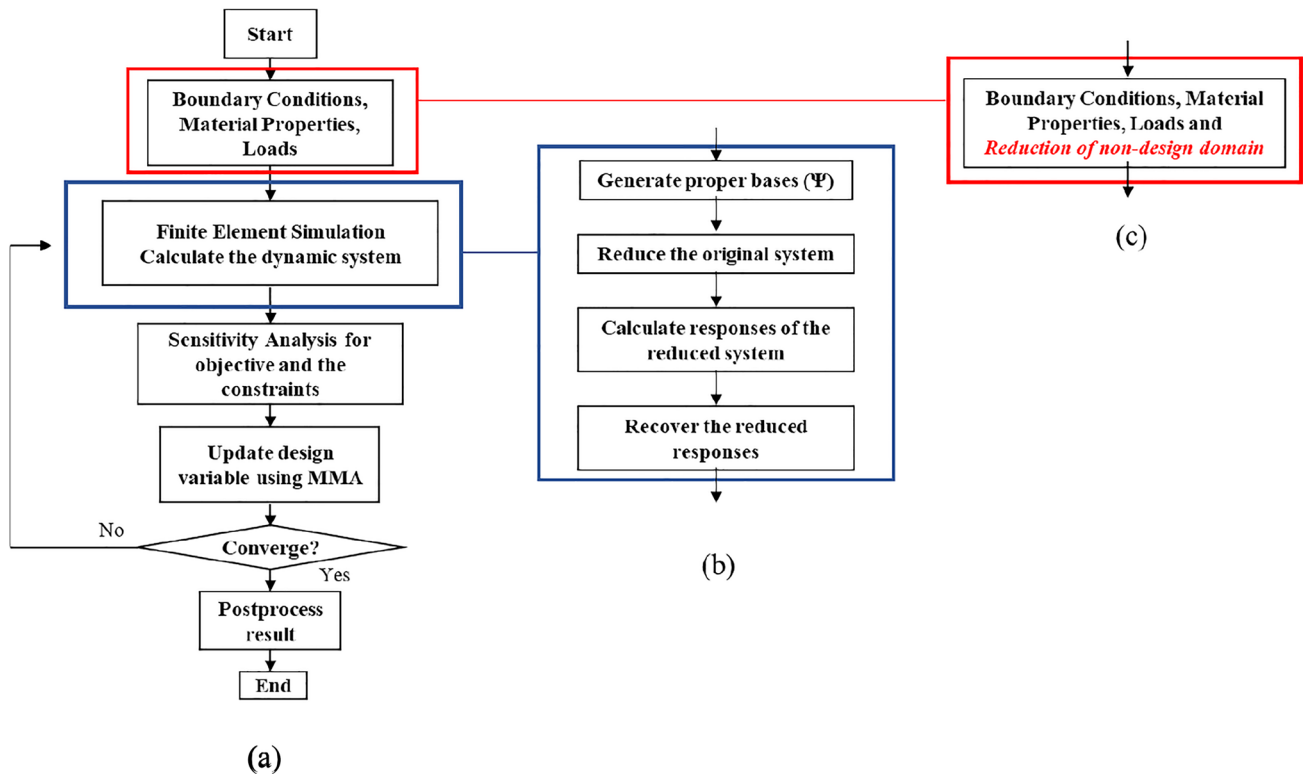 Start
Boundary Conditions,
Material Properties,
Loads
Finite Element Simulation
Calculate the dynamic system
Sensitivity Analysis for
objective and the
constraints
Update design
variable using MMA
No
Converge?
Yes
Postprocess
result
End
(a)
Generate proper bases (Ψ)
Reduce the original system
Calculate responses of the
reduced system
Recover the reduced
responses
(b)
Boundary Conditions, Material
Properties, Loads and
Reduction of non-design domain
(c)